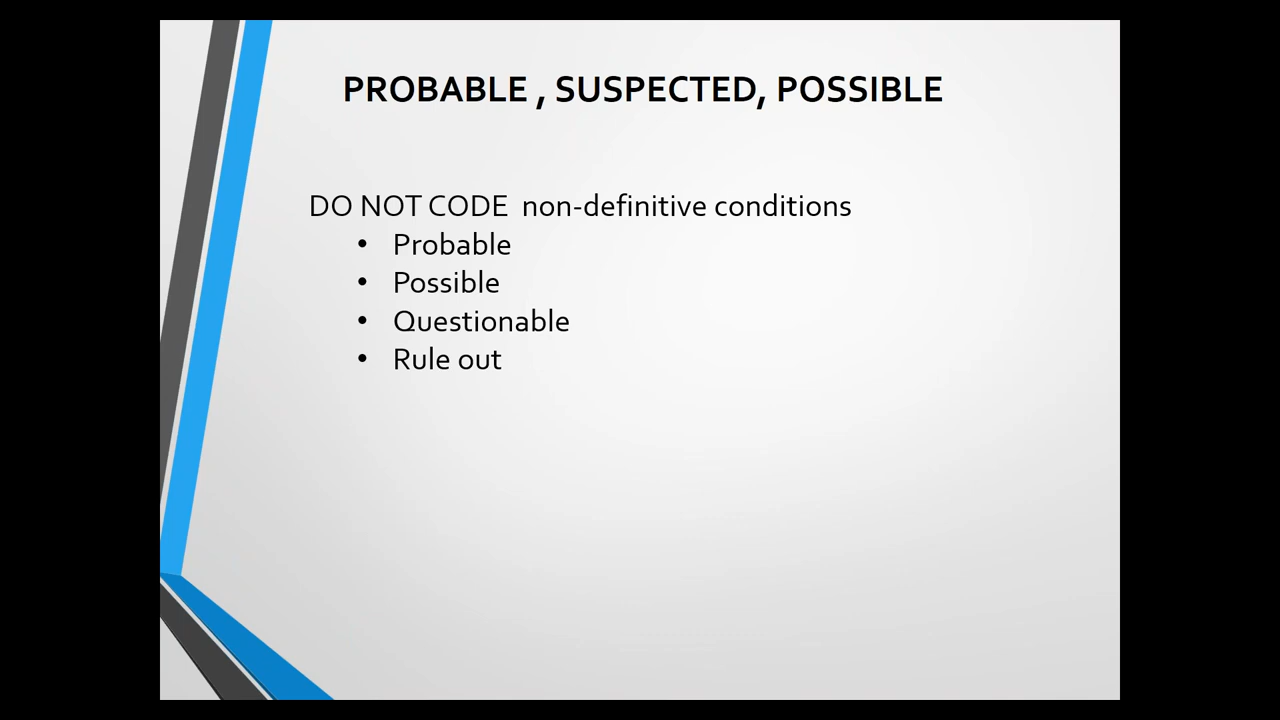 PROBABLE , SUSPECTED, POSSIBLE
DO NOT CODE  non-definitive conditions
• Probable
• Possible
• Questionable
• Rule out